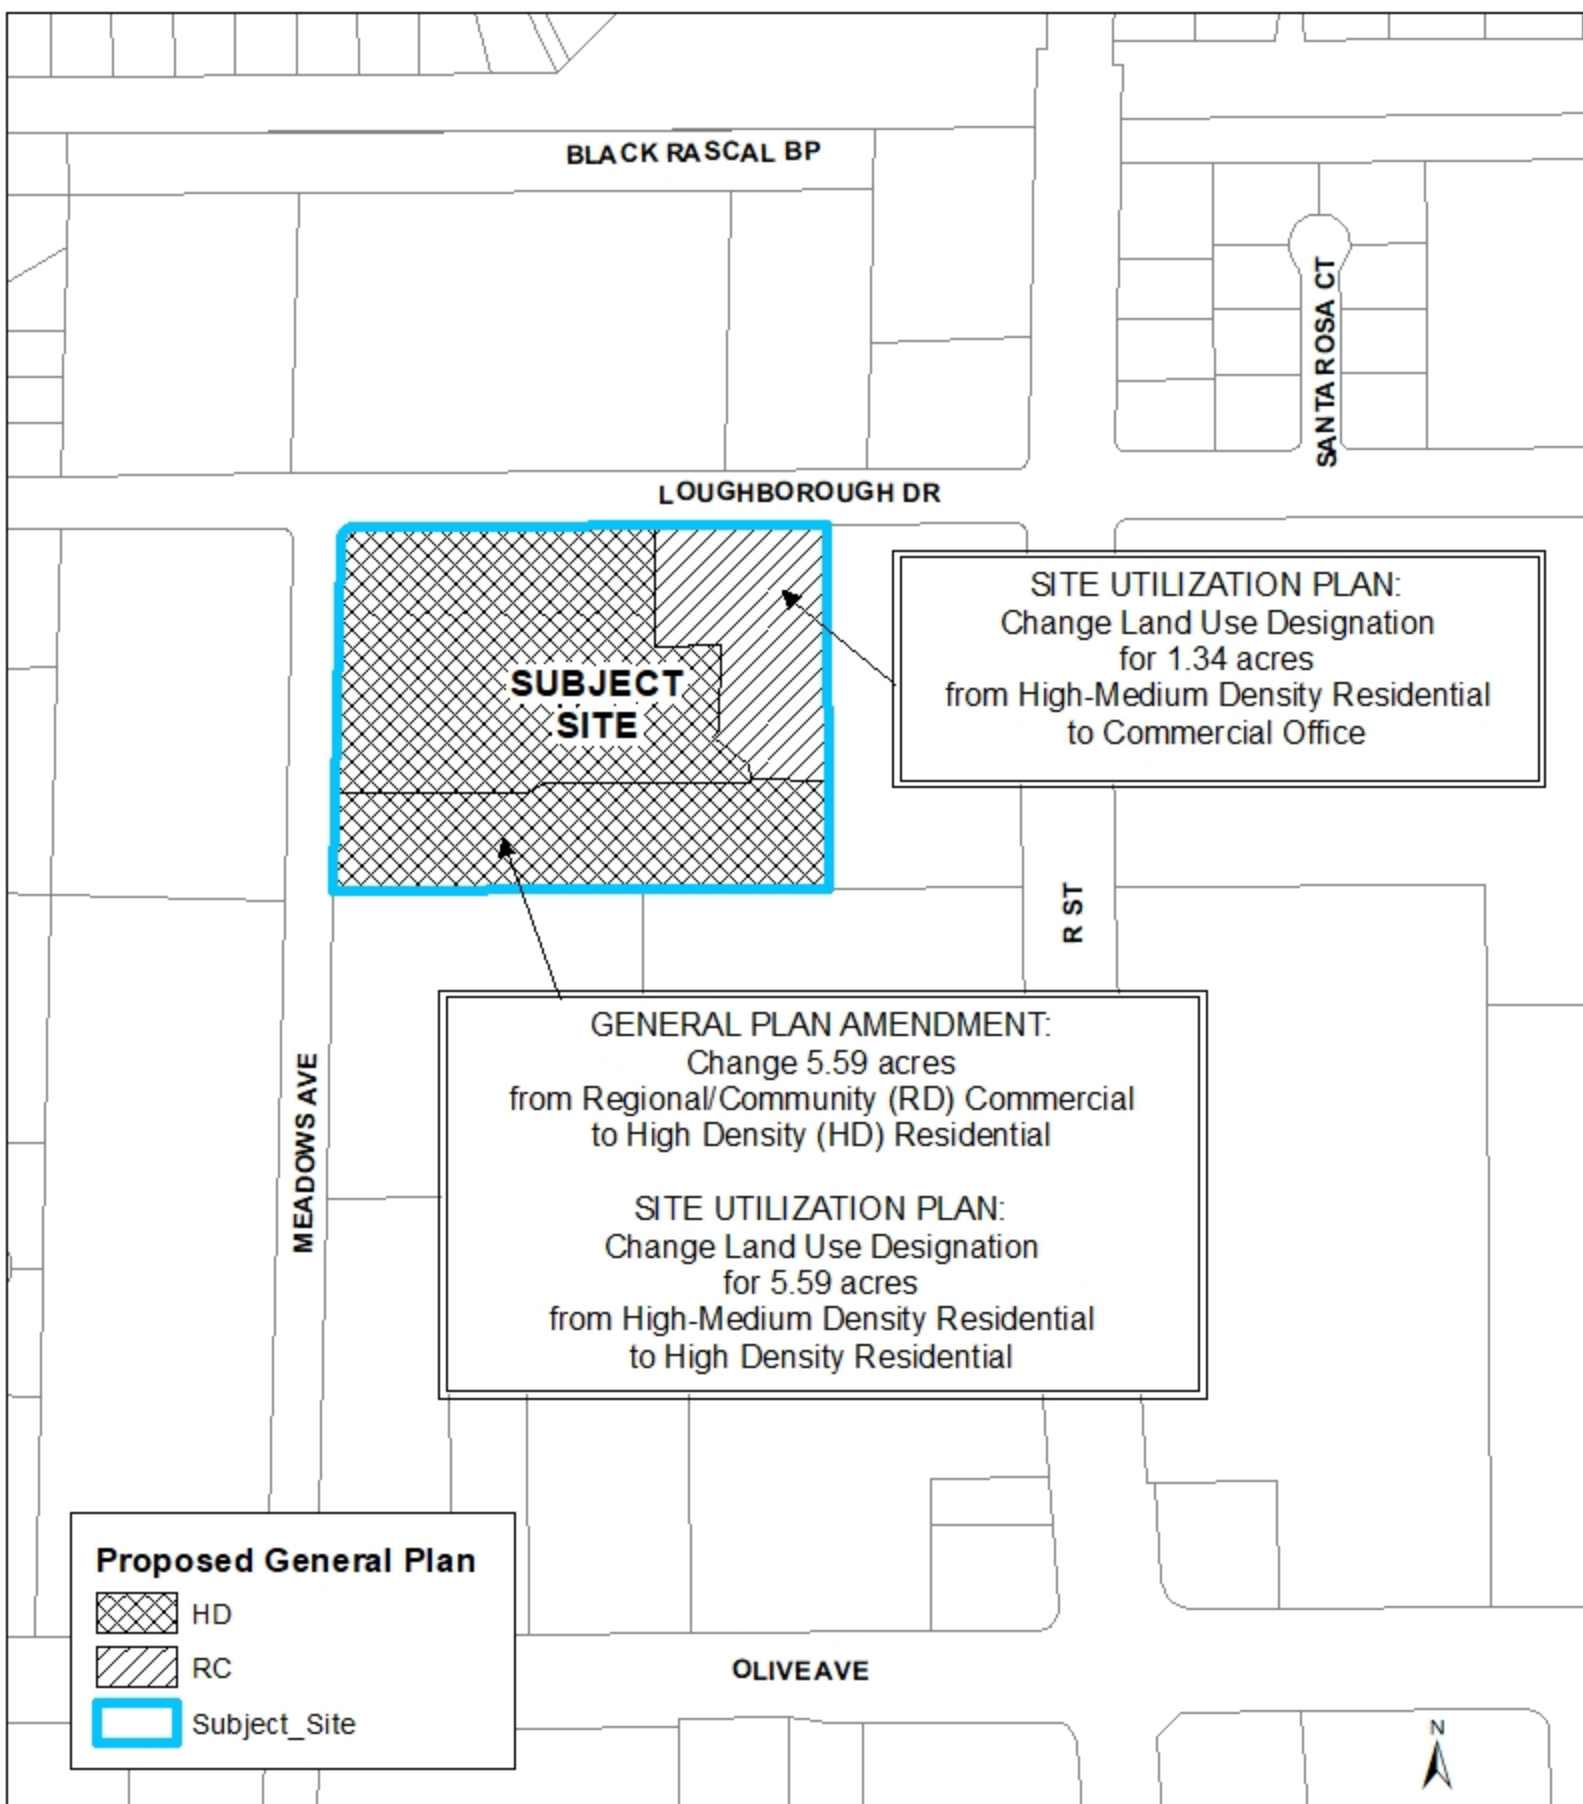 BLACK RASCAL BP
SANTA ROSA CT
LOUGHBOROUGH DR
SUBJECT
SITE
SITE UTILIZATION PLAN:
Change Land Use Designation
for 1.34 acres
from High-Medium Density Residential
to Commercial Office
R ST
GENERAL PLAN AMENDMENT:
Change 5.59 acres
from Regional/Community (RD) Commercial
to High Density (HD) Residential
SITE UTILIZATION PLAN:
Change Land Use Designation
for 5.59 acres
from High-Medium Density Residential
to High Density Residential
MEADOWS AVE
Proposed General Plan
HD
RC
Subject_Site
OLIVE AVE
N